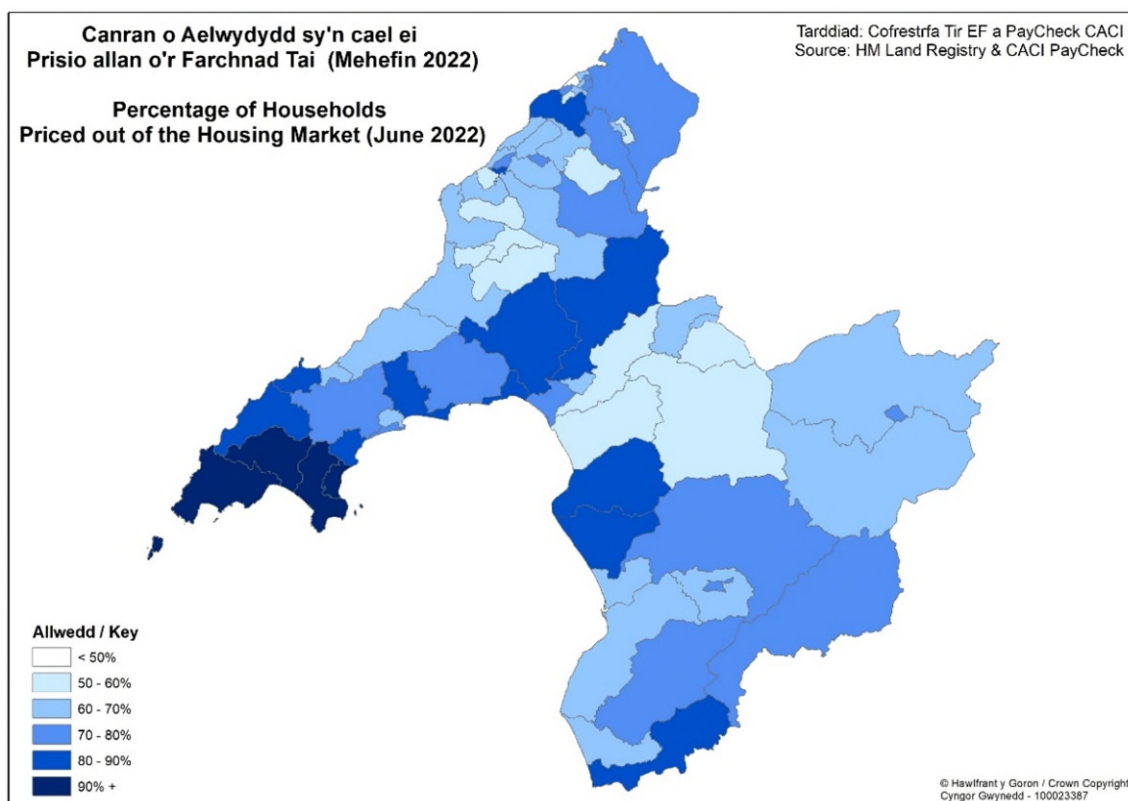 Canran o Aelwydydd sy'n cael ei
Prisio allan o'r Farchnad Tai (Mehefin 2022)
Percentage of Households
Priced out of the Housing Market (June 2022)
Tarddiad: Cofrestrfa Tir EF a PayCheck CACI
Source: HM Land Registry & CACI PayCheck
Allwedd / Key
< 50%
50 - 60%
60 - 70%
70 - 80%
80 - 90%
90% +
© Hawlfrant y Goron / Crown Copyright
Cyngor Gwynedd - 100023387